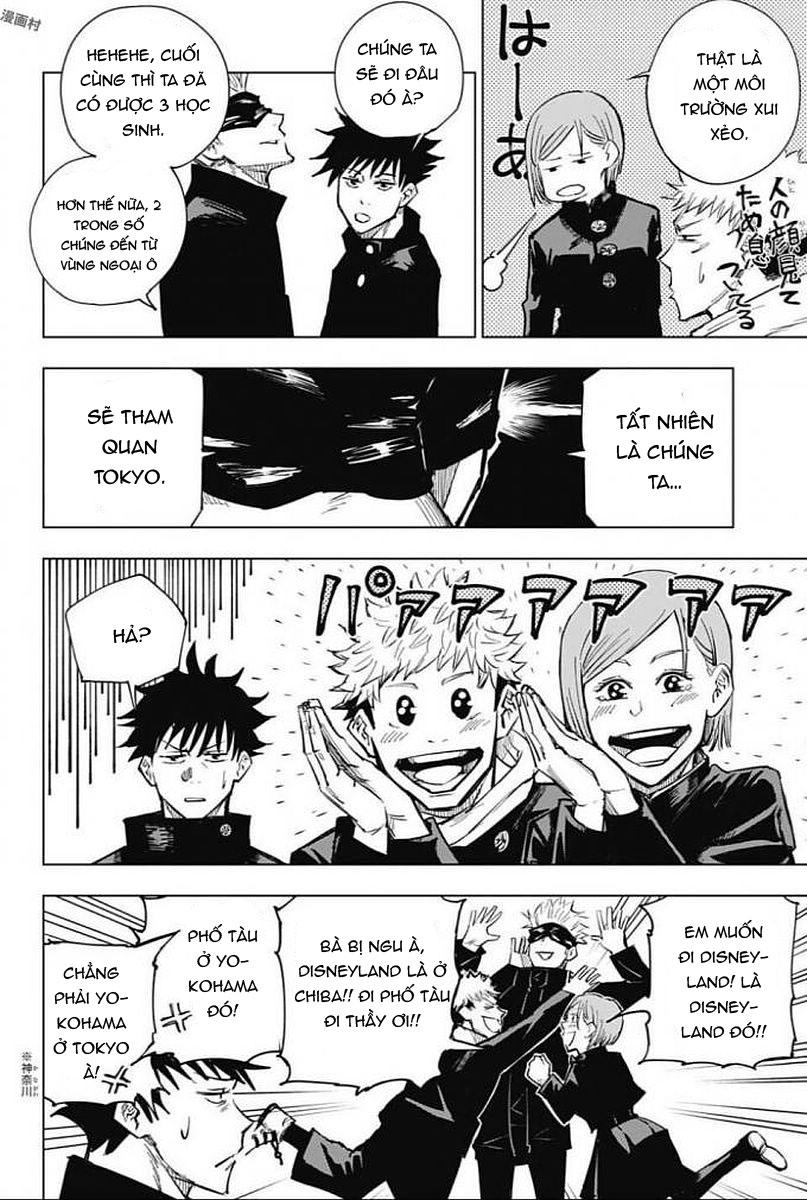 漫画村
THẬT LÀ
MỘT MÔI
TRƯỜNG XUI
XẺO.
はーあ
人の顔見て
ため息
ついてる
CHÚNG TA
SẼ ĐI ĐÂU
ĐÓ À?
HEHEHE, CUỐI
CÙNG THÌ TA ĐÃ
CÓ ĐƯỢC 3 HỌC
SINH.
HƠN THẾ NỮA, 2
TRONG SỐ
CHÚNG ĐẾN TỪ
VÙNG NGOẠI Ô
TẤT NHIÊN
LÀ CHÚNG
TA...
SẼ THAM
QUAN
TOKYO.
パァァァァァァ
HẢ?
EM MUỐN
ĐI DISNEY-
LAND! LÀ
DISNEY-
LAND ĐÓ!!
BÀ BỊ NGU À,
DISNEYLAND LÀ Ở
CHIBA!! ĐI PHỐ TÀU
ĐI THẦY ƠI!!
PHỐ TÀU
Ở YO-
KOHAMA
ĐÓ!
CHẲNG
PHẢI YO-
KOHAMA
Ở TOKYO
À!
※神奈川